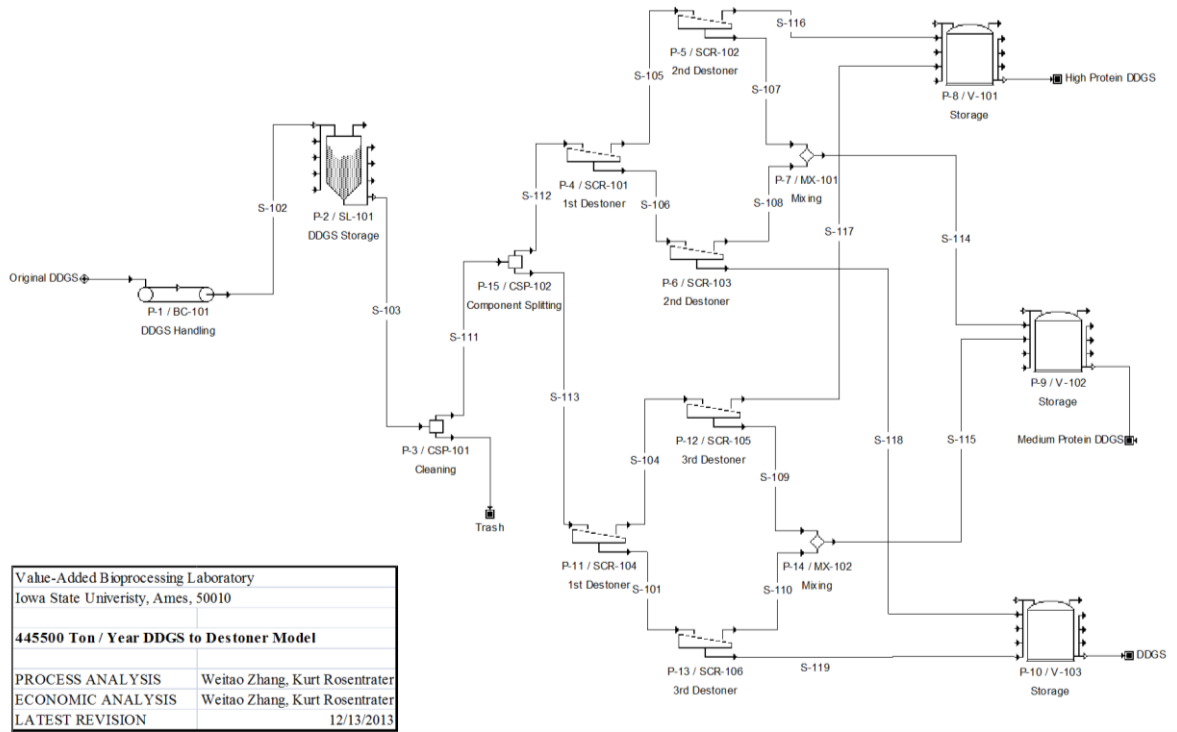 S-116
P-5 / SCR-102
2nd Destoner
S-105
S-107
High Protein DDGS
P-8 / V-101
Storage
P-4 / SCR-101
1st Destoner
S-112
S-106
P-7 / MX-101
Mixing
S-108
S-102
P-2 / SL-101
DDGS Storage
S-117
S-114
Original DDGS
P-1 / BC-101
DDGS Handling
P-15 / CSP-102
Component Splitting
P-6 / SCR-103
2nd Destoner
S-103
S-111
P-9 / V-102
Storage
S-113
P-12 / SCR-105
3rd Destoner
S-118
S-115
Medium Protein DDGS
P-3 / CSP-101
Cleaning
S-104
S-109
Trash
P-11 / SCR-104
1st Destoner
S-101
S-110
P-14 / MX-102
Mixing
P-13 / SCR-106
3rd Destoner
S-119
DDGS
P-10 / V-103
Storage
Value-Added Bioprocessing Laboratory
Iowa State Univeristy, Ames, 50010
445500 Ton / Year DDGS to Destoner Model
PROCESS ANALYSIS Weitao Zhang, Kurt Rosentrater
ECONOMIC ANALYSIS Weitao Zhang, Kurt Rosentrater
LATEST REVISION 12/13/2013